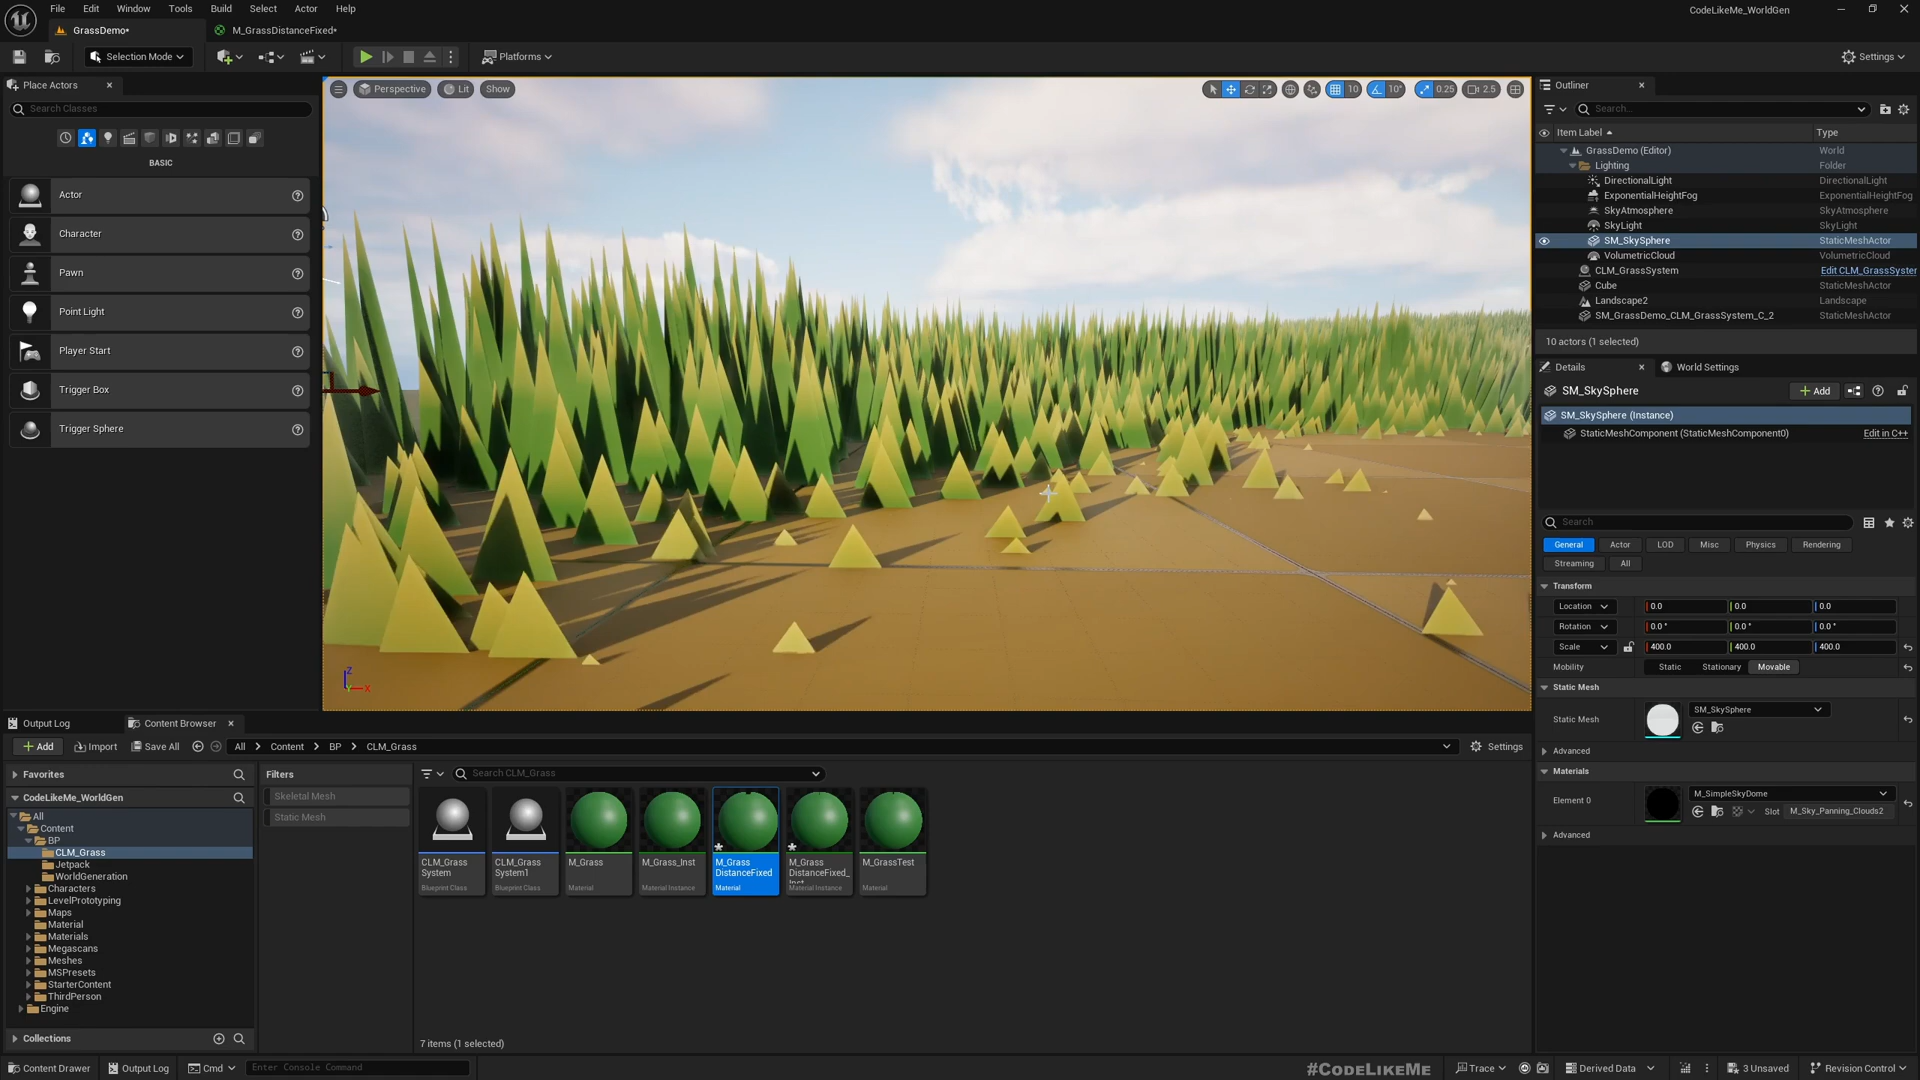 File Edit Window Tools Build Select Actor Help
CodeLikeMe_WorldGen
GrassDemo•
M_GrassDistanceFixed•
Selection Mode
Platforms
Settings
Place Actors
Search Classes
BASIC
Actor
Character
Pawn
Point Light
Player Start
Trigger Box
Trigger Sphere
Perspective Lit Show
10 10° 0.25 2.5
Outliner
Search...
Item Label Type
GrassDemo (Editor) World
Lighting Folder
DirectionalLight DirectionalLight
ExponentialHeightFog ExponentialHeightFog
SkyAtmosphere SkyAtmosphere
SkyLight SkyLight
SM_SkySphere StaticMeshActor
VolumetricCloud VolumetricCloud
CLM_GrassSystem Edit CLM_GrassSyster
Cube StaticMeshActor
Landscape2 Landscape
SM_GrassDemo_CLM_GrassSystem_C_2 StaticMeshActor
10 actors (1 selected)
Details World Settings
SM_SkySphere
Add
SM_SkySphere (Instance)
StaticMeshComponent (StaticMeshComponent0) Edit in C++
Search
General Actor LOD Misc Physics Rendering
Streaming All
Transform
Location 0.0 0.0 0.0
Rotation 0.0 ° 0.0 ° 0.0 °
Scale 400.0 400.0 400.0
Mobility Static Stationary Movable
Static Mesh
Static Mesh SM_SkySphere
Advanced
Materials
Element 0 M_SimpleSkyDome
Slot M_Sky_Panning_Clouds2
Advanced
Z
X
Output Log Content Browser
Add Import Save All All Content BP CLM_Grass Settings
Favorites
CodeLikeMe_WorldGen
All
Content
BP
CLM_Grass
Jetpack
WorldGeneration
Characters
LevelPrototyping
Maps
Material
Materials
Megascans
Meshes
MSPresets
StarterContent
ThirdPerson
Engine
Collections
Filters
Skeletal Mesh
Static Mesh
Search CLM_Grass
CLM_Grass
System
Blueprint Class
CLM_Grass
System1
Blueprint Class
M_Grass
Material
M_Grass_Inst
Material Instance
M_Grass
DistanceFixed
Material
M_Grass
DistanceFixed_
Inst
Material Instance
M_GrassTest
Material
7 items (1 selected)
Content Drawer Output Log Cmd Enter Console Command
#CODELIKEME
Trace Derived Data 3 Unsaved Revision Control